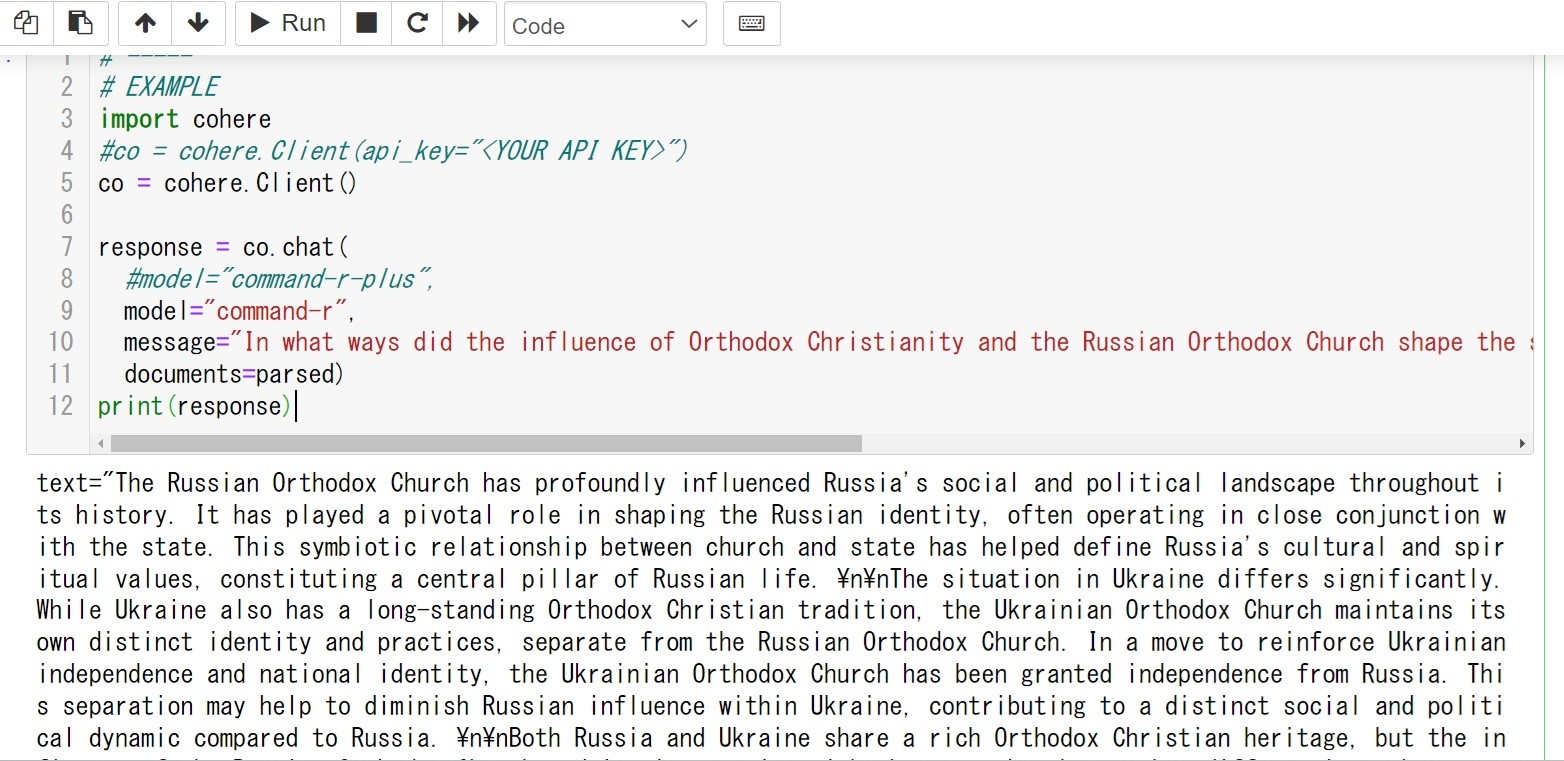 Run
Code
1 # =====
2 # EXAMPLE
3 import cohere
4 #co = cohere.Client(api_key="<YOUR API KEY>")
5 co = cohere.Client()
6
7 response = co.chat(
8 #model="command-r-plus",
9 model="command-r",
10 message="In what ways did the influence of Orthodox Christianity and the Russian Orthodox Church shape the
11 documents=parsed)
12 print(response)
text="The Russian Orthodox Church has profoundly influenced Russia's social and political landscape throughout i
ts history. It has played a pivotal role in shaping the Russian identity, often operating in close conjunction w
ith the state. This symbiotic relationship between church and state has helped define Russia's cultural and spir
itual values, constituting a central pillar of Russian life. ¥n¥nThe situation in Ukraine differs significantly.
While Ukraine also has a long-standing Orthodox Christian tradition, the Ukrainian Orthodox Church maintains its
own distinct identity and practices, separate from the Russian Orthodox Church. In a move to reinforce Ukrainian
independence and national identity, the Ukrainian Orthodox Church has been granted independence from Russia. Thi
s separation may help to diminish Russian influence within Ukraine, contributing to a distinct social and politi
cal dynamic compared to Russia. ¥n¥nBoth Russia and Ukraine share a rich Orthodox Christian heritage, but the in